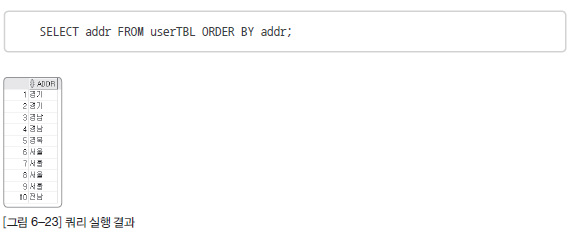 SELECT addr FROM userTBL ORDER BY addr;
ADDR
1 경기
2 경기
3 경남
4 경남
5 경북
6 서울
7 서울
8 서울
9 서울
10 전남
[그림 6-23] 쿼리 실행 결과